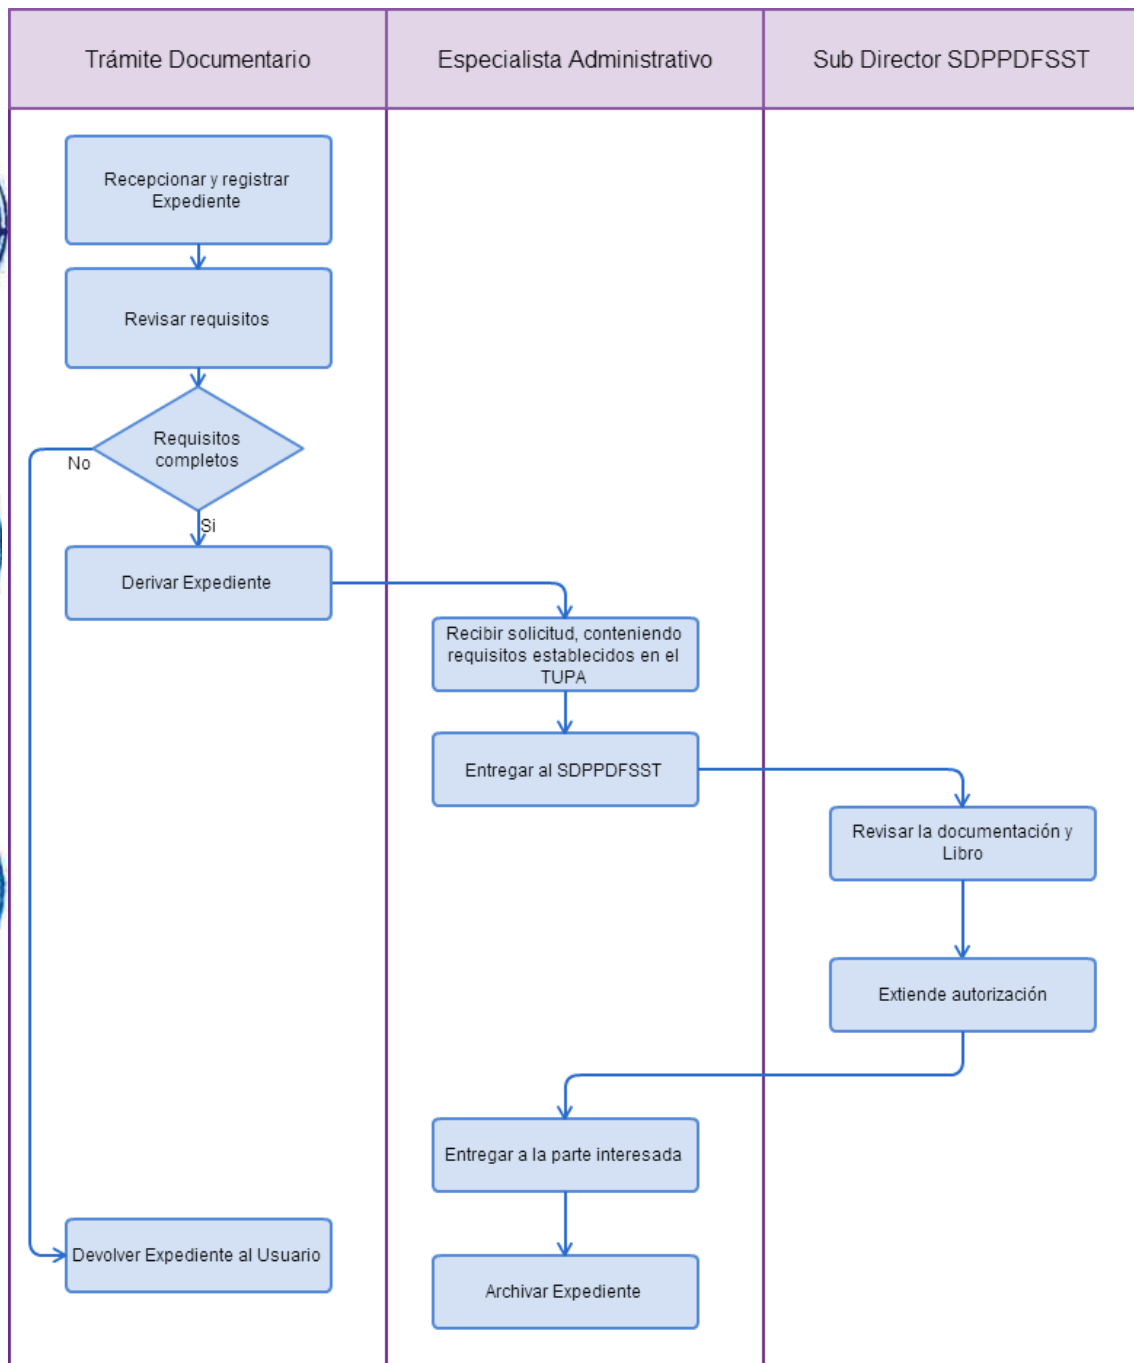 Trámite Documentario
Especialista Administrativo
Sub Director SDPPDFSST
Recepcionar y registrar
Expediente
Revisar requisitos
Requisitos
completos
No
Si
Derivar Expediente
Recibir solicitud, conteniendo
requisitos establecidos en el
TUPA
Entregar al SDPPDFSST
Revisar la documentación y
Libro
Extiende autorización
Entregar a la parte interesada
Devolver Expediente al Usuario
Archivar Expediente